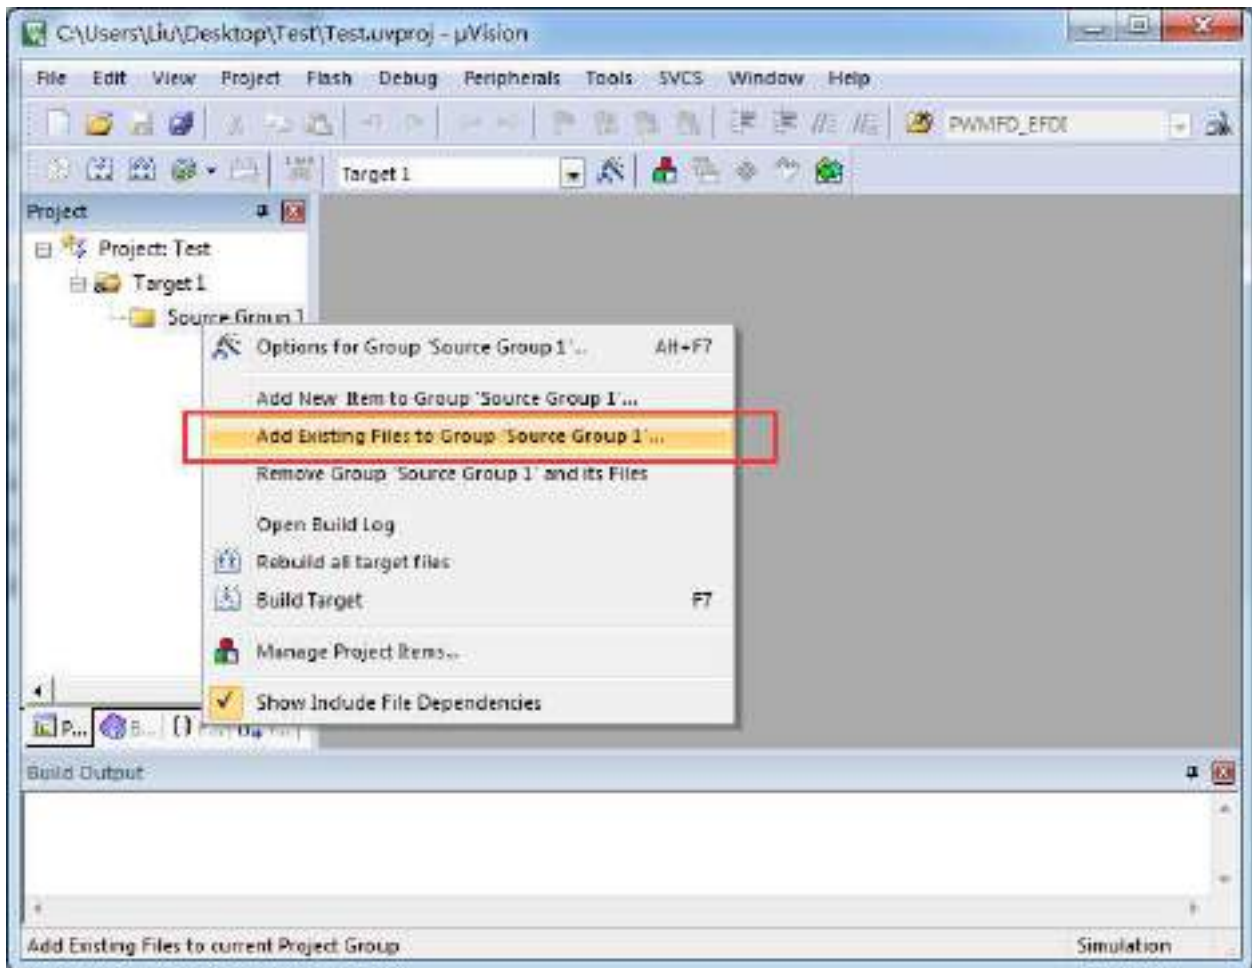 C:\Users\Liu\Desktop\Test\Test.uvproj - µVision
File Edit View Project Flash Debug Peripherals Tools SVCS Window Help
PWMFD_EFDI
Target 1
Project
Project: Test
Target 1
Source Group 1
Options for Group 'Source Group 1'... Alt+F7
Add New Item to Group 'Source Group 1'...
Add Existing Files to Group 'Source Group 1'...
Remove Group 'Source Group 1' and its Files
Open Build Log
Rebuild all target files
Build Target F7
Manage Project Items...
Show Include File Dependencies
P... B... {}
Build Output
Add Existing Files to current Project Group Simulation